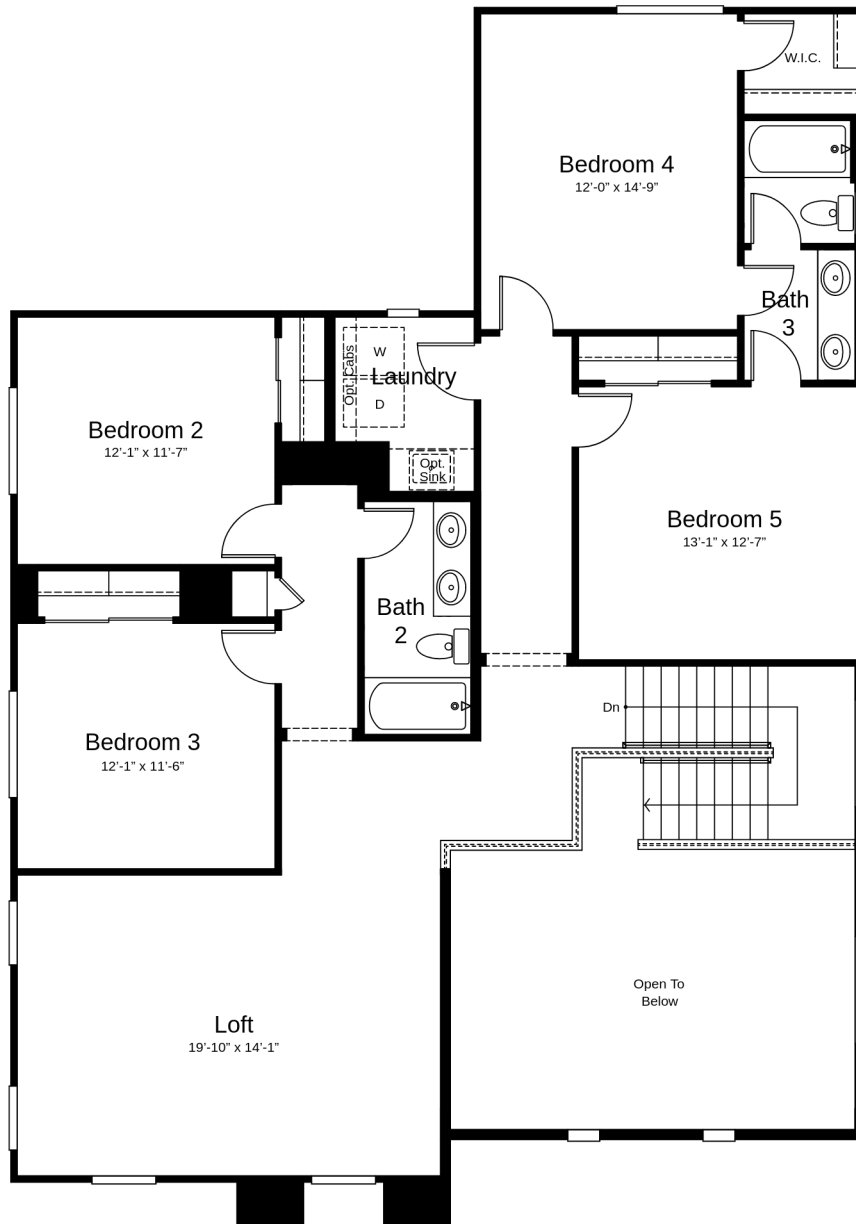 W.I.C.
Bedroom 4
12’-0” x 14’-9”
Bath
3
Opt. Cabs
W
Laundry
D
Bedroom 2
12’-1” x 11’-7”
Opt.
Sink
Bedroom 5
13’-1” x 12’-7”
Bath
2
Dn
Bedroom 3
12’-1” x 11’-6”
Open To
Below
Loft
19’-10” x 14’-1”